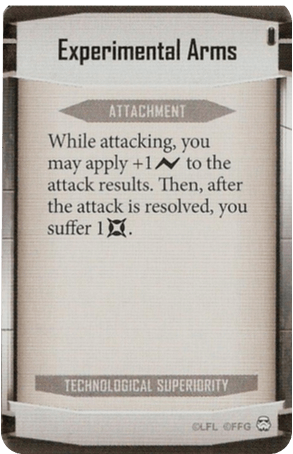 Experimental Arms
ATTACHMENT
While attacking, you
may apply +1 to the
attack results. Then, after
the attack is resolved, you
suffer 1.
TECHNOLOGICAL SUPERIORITY
©LFL ©FFG